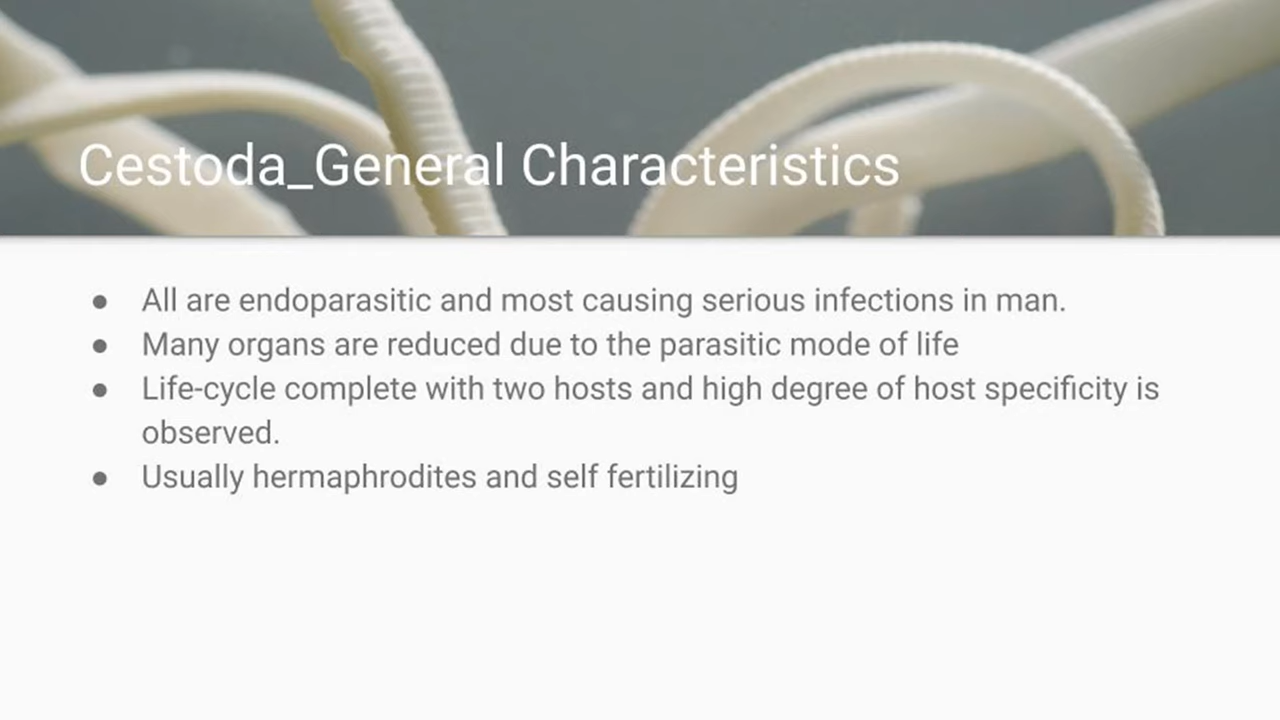 Cestoda_General Characteristics
● All are endoparasitic and most causing serious infections in man.
● Many organs are reduced due to the parasitic mode of life
● Life-cycle complete with two hosts and high degree of host specificity is
observed.
● Usually hermaphrodites and self fertilizing